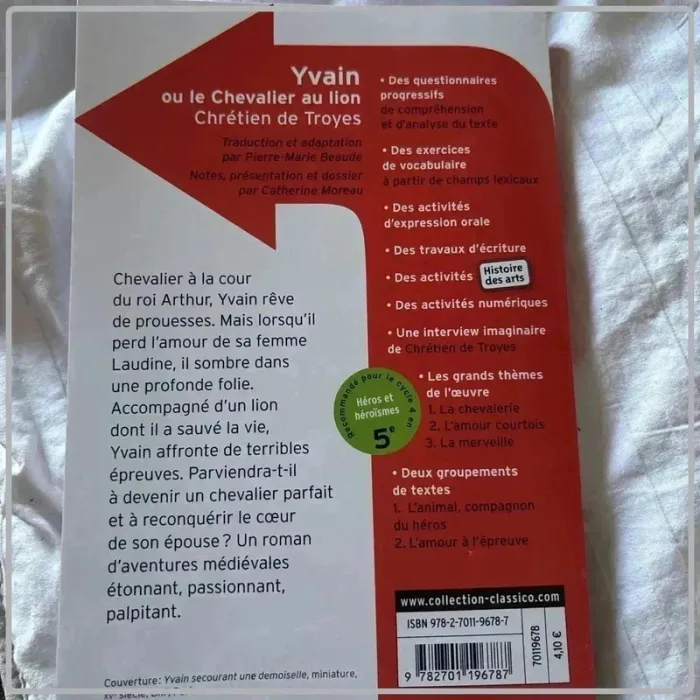 Yvain
ou le Chevalier au lion
Chrétien de Troyes
Traduction et adaptation
par Pierre-Marie Beaude
Notes, présentation et dossier
par Catherine Moreau
Chevalier à la cour
du roi Arthur, Yvain rêve
de prouesses. Mais lorsqu'il
perd l'amour de sa femme
Laudine, il sombre dans
une profonde folie.
Accompagné d'un lion
dont il a sauvé la vie,
Yvain affronte de terribles
épreuves. Parviendra-t-il
à devenir un chevalier parfait
et à reconquérir le cœur
de son épouse ? Un roman
d'aventures médiévales
étonnant, passionnant,
palpitant.
Couverture : Yvain secourant une demoiselle, miniature,
• Des questionnaires
progressifs
de compréhension
et d'analyse du texte
• Des exercices
de vocabulaire
à partir de champs lexicaux
• Des activités
d'expression orale
• Des travaux d'écriture
• Des activités Histoire
des arts
• Des activités numériques
• Une interview imaginaire
de Chrétien de Troyes
• Les grands thèmes
de l'œuvre
1. La chevalerie
2. L'amour courtois
3. La merveille
• Deux groupements
de textes
1. L'animal, compagnon
du héros
2. L'amour à l'épreuve
Recommandé pour le cycle 4 en
Héros et
héroïsmes
5e
www.collection-classico.com
ISBN 978-2-7011-9678-7
9 782701 196787
70119678
4,10 €